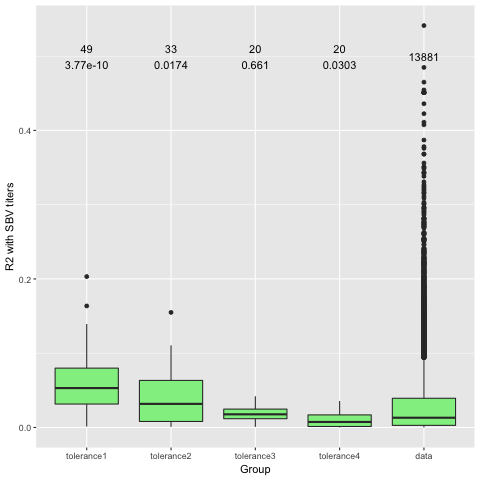 49 33 20 20 13881
3.77e-10 0.0174 0.661 0.0303
R2 with SBV titers
0.4
0.2
0.0
tolerance1 tolerance2 tolerance3 tolerance4 data
Group